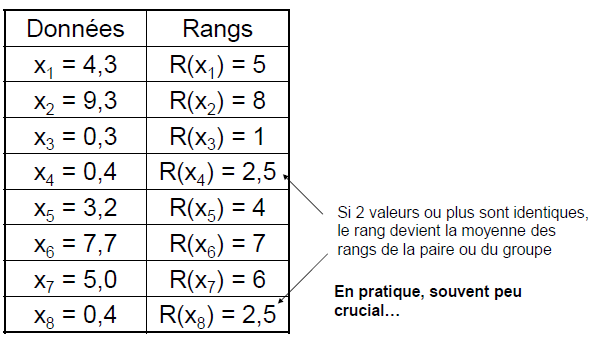 Données Rangs
x₁ = 4,3 R(x₁) = 5
x₂ = 9,3 R(x₂) = 8
x₃ = 0,3 R(x₃) = 1
x₄ = 0,4 R(x₄) = 2,5
x₅ = 3,2 R(x₅) = 4
x₆ = 7,7 R(x₆) = 7
x₇ = 5,0 R(x₇) = 6
x₈ = 0,4 R(x₈) = 2,5
Si 2 valeurs ou plus sont identiques,
le rang devient la moyenne des
rangs de la paire ou du groupe
En pratique, souvent peu
crucial…